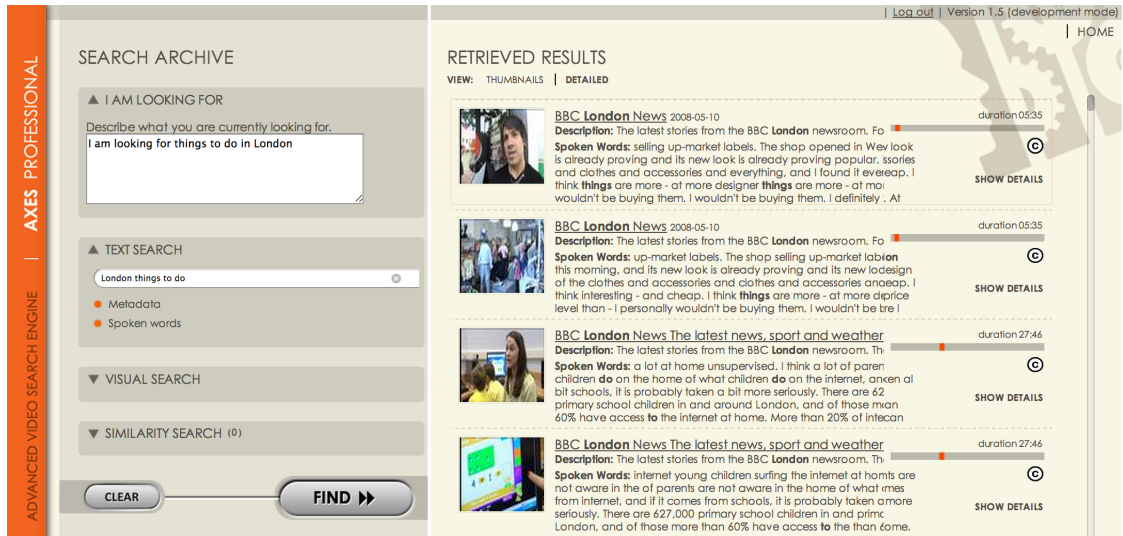 | Log out | Version 1.5 (development mode)
| HOME
ADVANCED VIDEO SEARCH ENGINE | AXES PROFESSIONAL
SEARCH ARCHIVE
▲ I AM LOOKING FOR
Describe what you are currently looking for.
I am looking for things to do in London
▲ TEXT SEARCH
London things to do
Metadata
Spoken words
▼ VISUAL SEARCH
▼ SIMILARITY SEARCH (0)
CLEAR
FIND
RETRIEVED RESULTS
VIEW: THUMBNAILS | DETAILED
BBC London News 2008-05-10
duration 05:35
Description: The latest stories from the BBC London newsroom. Fo
Spoken Words: selling up-market labels. The shop opened in look
©
is already proving and its new look is already proving popular. ssories
and clothes and accessories and everything, and I found it I
SHOW DETAILS
think things are more - at more designer things are more - at
wouldn't be buying them. I wouldn't be buying them. I definitely . At
BBC London News 2008-05-10
duration 05:35
Description: The latest stories from the BBC London newsroom. Fo
Spoken Words: up-market labels. The shop selling up-market
©
this morning, and its new look is already proving and its new
of the clothes and accessories and clothes and accessories
SHOW DETAILS
think interesting - and cheap. I think things are more - at more
level than - I personally wouldn't be buying them. I wouldn't be I
BBC London News The latest news, sport and weather
duration 27:46
Description: The latest stories from the BBC London newsroom. Th
Spoken Words: a lot at home unsupervised. I think a lot of paren
©
children do on the home of what children do on the internet, al
bit schools, it is probably taken a bit more seriously. There are 62
SHOW DETAILS
primary school children in and around London, and of those
60% have access to the internet at home. More than 20% of
BBC London News The latest news, sport and weather
duration 27:46
Description: The latest stories from the BBC London newsroom. Th
Spoken Words: internet young children surfing the internet at are
©
not aware in the of parents are not aware in the home of what
from internet, and if it comes from schools, it is probably taken
SHOW DETAILS
seriously. There are 627,000 primary school children in and
London, and of those more than 60% have access to the than